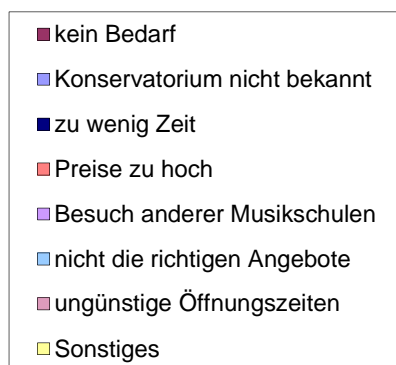 kein Bedarf
Konservatorium nicht bekannt
zu wenig Zeit
Preise zu hoch
Besuch anderer Musikschulen
nicht die richtigen Angebote
ungünstige Öffnungszeiten
Sonstiges